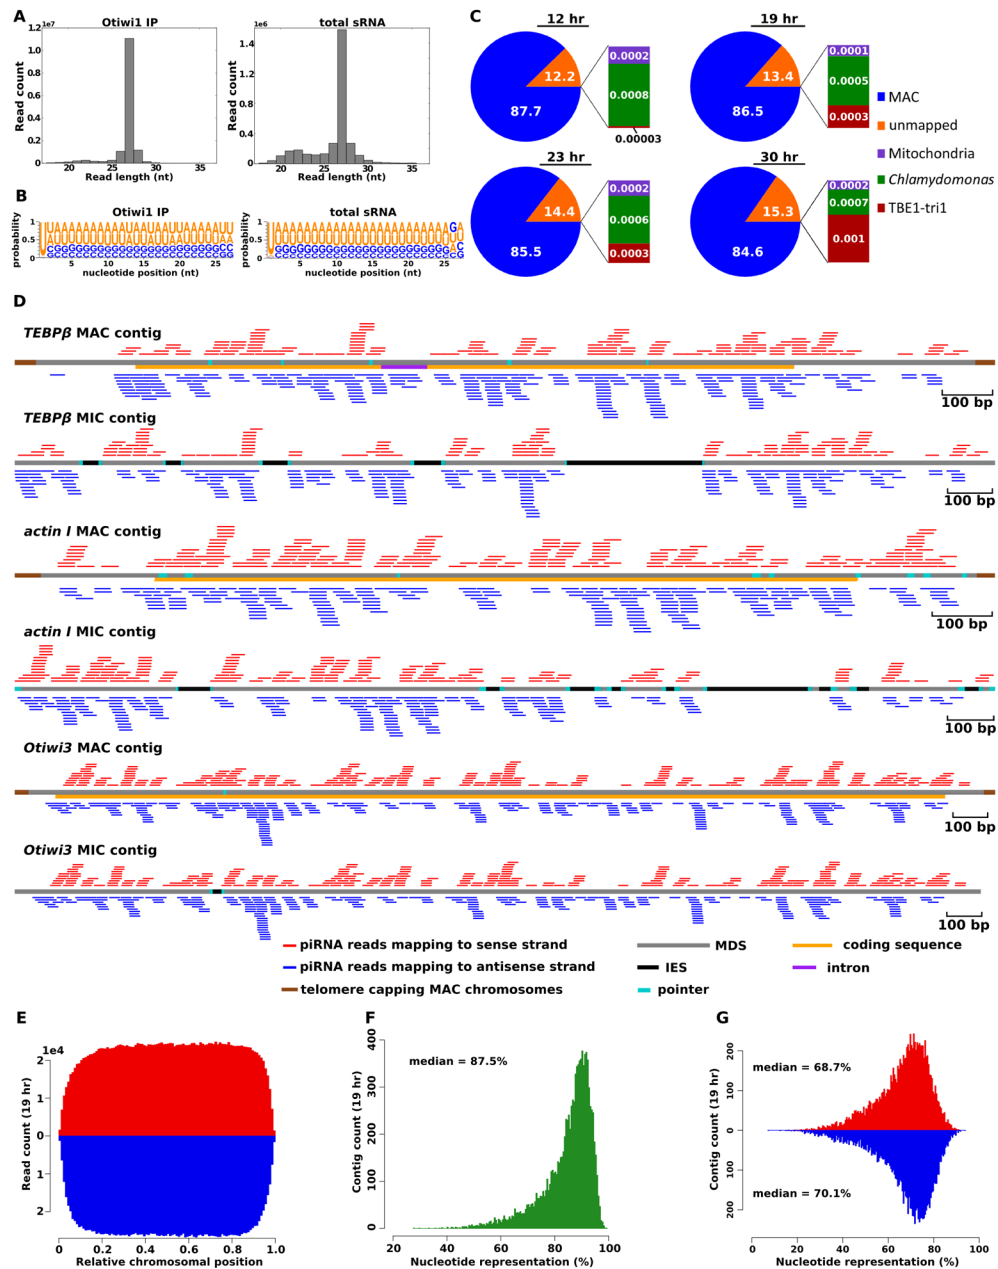 A
Otiwi1 IP
total sRNA
1e7
1e6
Read count
1.2
1.0
0.8
0.6
0.4
0.2
0
20 25 30 35
Read length (nt)
Read count
1.4
1
0.6
0.2
0
20 25 30 35
Read length (nt)
B
Otiwi1 IP
total sRNA
probability
1
0.5
0
5 10 15 20 25
nucleotide position (nt)
probability
1
0.5
0
5 10 15 20 25
nucleotide position (nt)
C
12 hr
87.7
12.2
0.0002
0.0008
0.00003
19 hr
86.5
13.4
0.0001
0.0005
0.0003
23 hr
85.5
14.4
0.0002
0.0006
0.0003
30 hr
84.6
15.3
0.0002
0.0007
0.001
MAC
unmapped
Mitochondria
Chlamydomonas
TBE1-tri1
D
TEBPβ MAC contig
100 bp
TEBPβ MIC contig
100 bp
actin I MAC contig
100 bp
actin I MIC contig
100 bp
Otiwi3 MAC contig
100 bp
Otiwi3 MIC contig
100 bp
piRNA reads mapping to sense strand
piRNA reads mapping to antisense strand
telomere capping MAC chromosomes
MDS
IES
pointer
coding sequence
intron
E
1e4
Read count (19 hr)
2
1
0
1
2
0 0.2 0.4 0.6 0.8 1.0
Relative chromosomal position
F
median = 87.5%
Contig count (19 hr)
400
300
200
100
0
20 40 60 80 100
Nucleotide representation (%)
G
median = 68.7%
median = 70.1%
Contig count (19 hr)
200
100
0
100
200
0 20 40 60 80 100
Nucleotide representation (%)